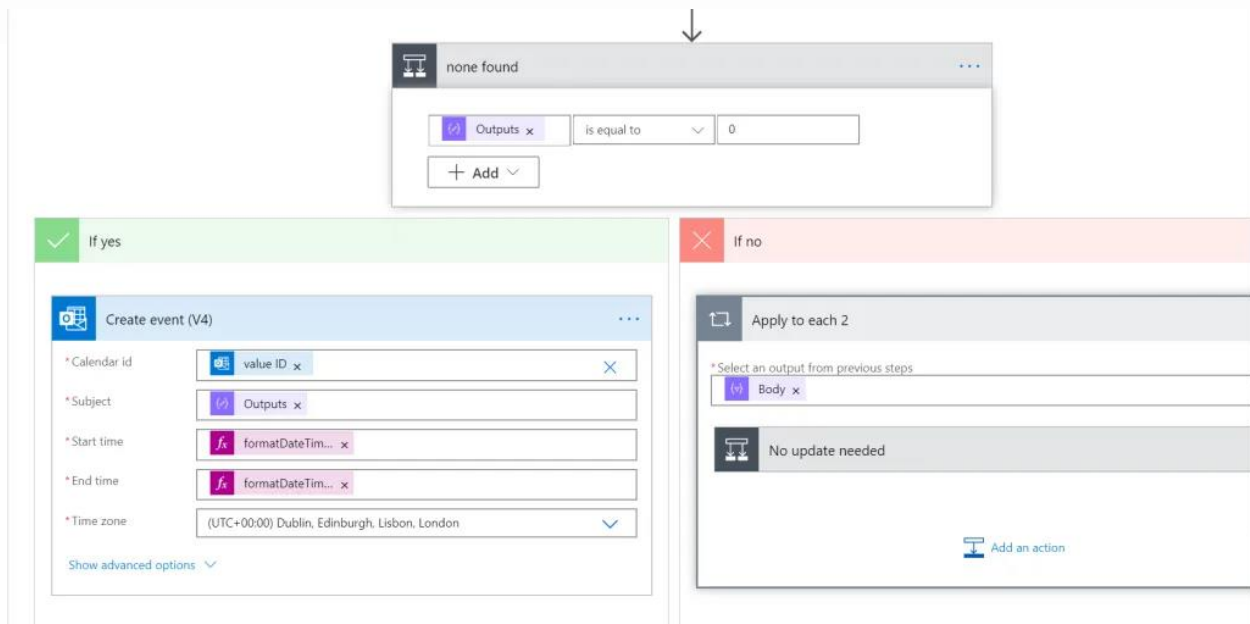 none found
Outputs x is equal to 0
+ Add
If yes
Create event (V4)
*Calendar id value ID x
*Subject Outputs x
*Start time fx formatDateTim... x
*End time fx formatDateTim... x
*Time zone (UTC+00:00) Dublin, Edinburgh, Lisbon, London
Show advanced options
If no
Apply to each 2
*Select an output from previous steps
Body x
No update needed
Add an action